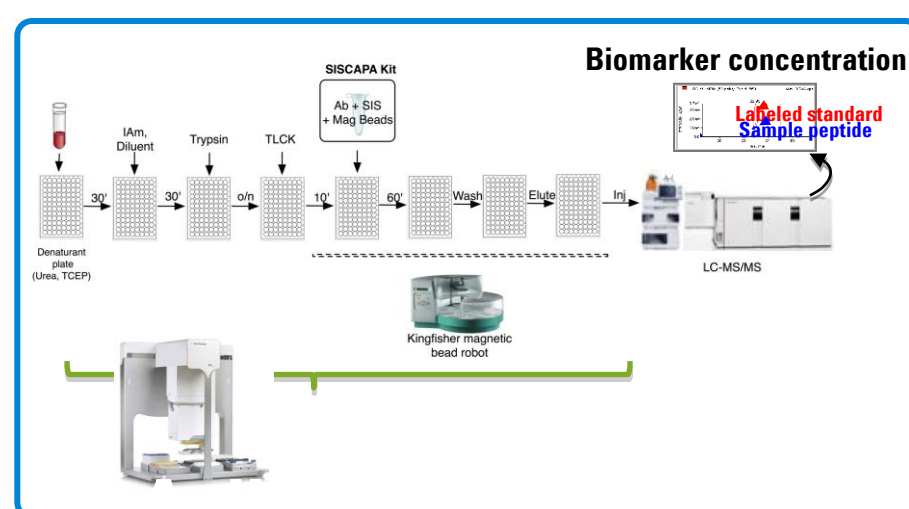 Biomarker concentration
SISCAPA Kit
Ab + SIS
+ Mag Beads
Labeled standard
Sample peptide
IAm,
Diluent
Trypsin
TLCK
30'
30'
o/n
10'
60'
Wash
Elute
Inj
Denaturant
plate
(Urea, TCEP)
LC-MS/MS
Kingfisher magnetic
bead robot